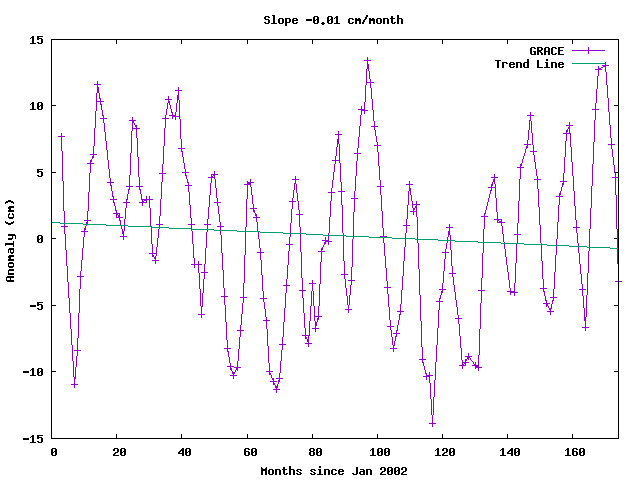 Slope -0.01 cm/month
15
10
5
0
-5
-10
-15
Anomaly (cm)
GRACE
Trend Line
0 20 40 60 80 100 120 140 160
Months since Jan 2002